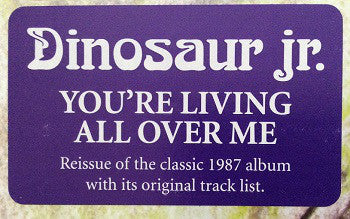 Dinosaur jr.
YOU'RE LIVING
ALL OVER ME
Reissue of the classic 1987 album
with its original track list.